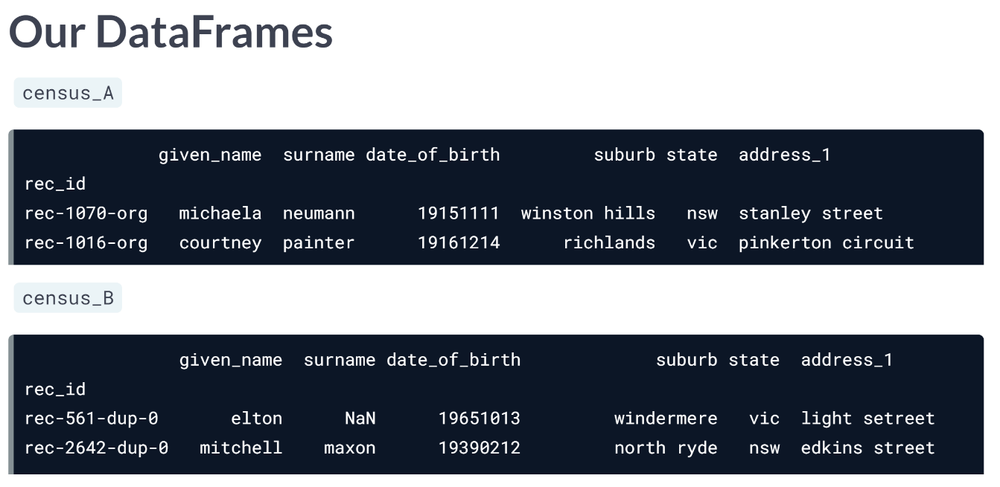 Our DataFrames
census_A
given_name surname date_of_birth suburb state address_1
rec_id
rec-1070-org michaela neumann 19151111 winston hills nsw stanley street
rec-1016-org courtney painter 19161214 richlands vic pinkerton circuit
census_B
given_name surname date_of_birth suburb state address_1
rec_id
rec-561-dup-0 elton NaN 19651013 windermere vic light setreet
rec-2642-dup-0 mitchell maxon 19390212 north ryde nsw edkins street